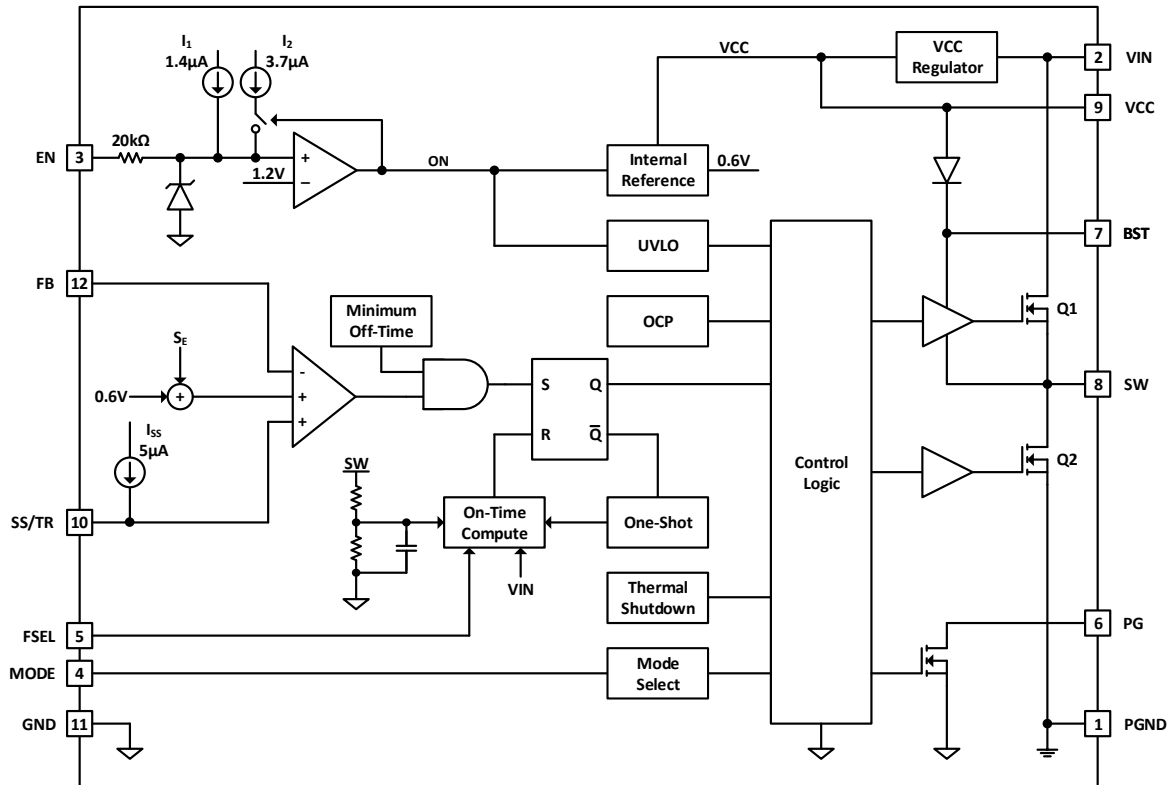 I1
1.4µA
I2
3.7µA
VCC
VCC
Regulator
2
VIN
9
VCC
EN
3
20kΩ
1.2V
+
−
ON
Internal
Reference
0.6V
UVLO
7
BST
FB
12
Minimum
Off-Time
OCP
Q1
SE
0.6V
+
-
+
+
S
Q
R
Q̅
8
SW
ISS
5µA
SW
Control
Logic
Q2
SS/TR
10
On-Time
Compute
One-Shot
VIN
Thermal
Shutdown
FSEL
5
6
PG
MODE
4
Mode
Select
GND
11
1
PGND